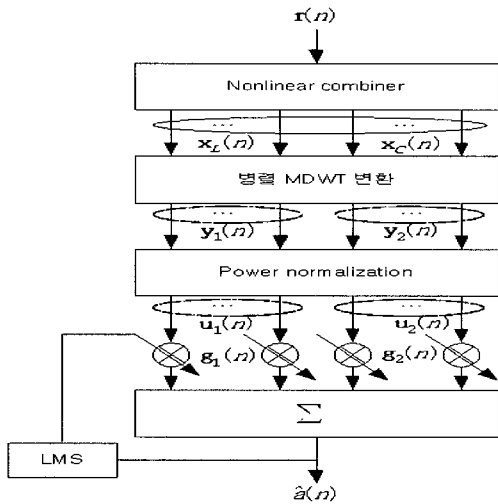 r(n)
Nonlinear combiner
... ...
x_L(n) x_C(n)
병렬 MDWT 변환
... ...
y_1(n) y_2(n)
Power normalization
... ...
u_1(n) u_2(n)
g_1(n) g_2(n)
Σ
LMS
â(n)